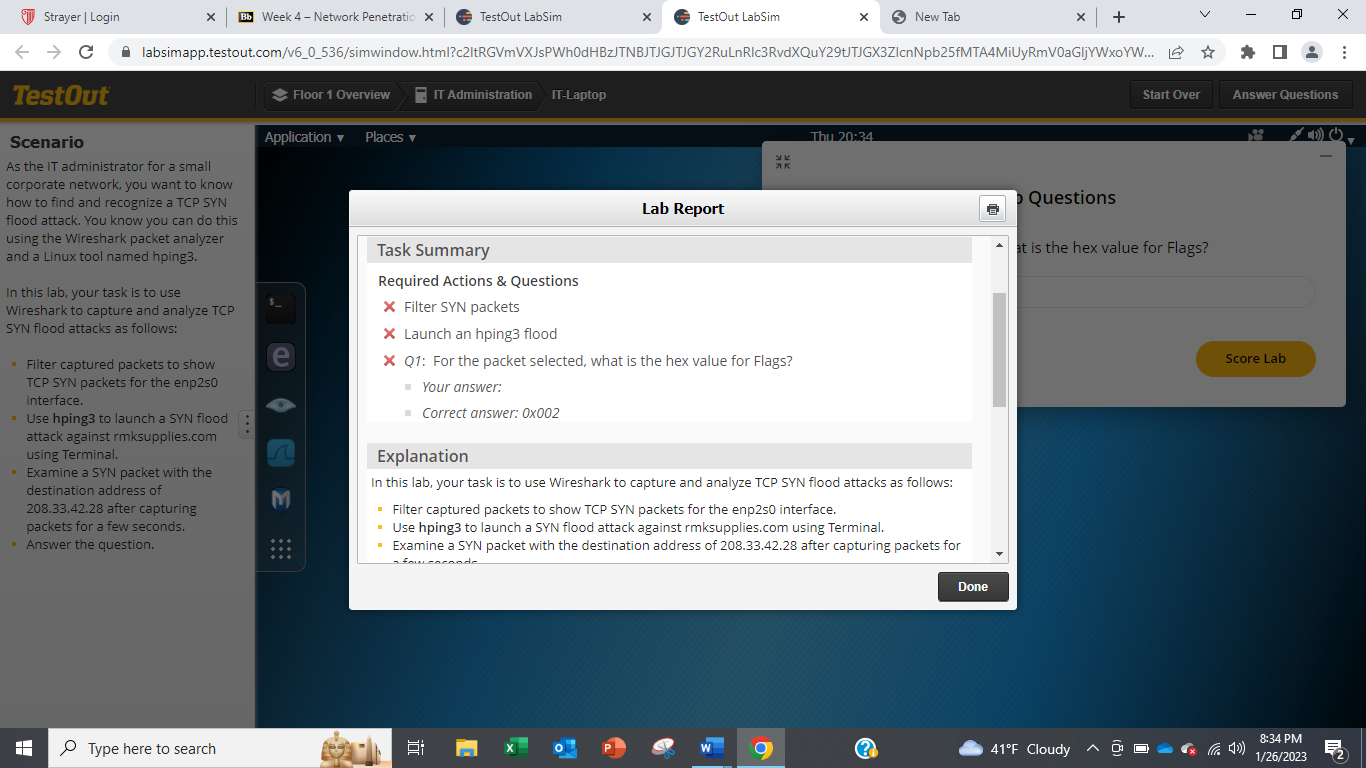 Strayer | Login
Week 4 – Network Penetratio
TestOut LabSim
TestOut LabSim
New Tab
labsimapp.testout.com/v6_0_536/simwindow.html?
TestOut
Floor 1 Overview
IT Administration
IT-Laptop
Start Over
Answer Questions
Scenario
As the IT administrator for a small
corporate network, you want to know
how to find and recognize a TCP SYN
flood attack. You know you can do this
using the Wireshark packet analyzer
and a Linux tool named hping3.
In this lab, your task is to use
Wireshark to capture and analyze TCP
SYN flood attacks as follows:
Filter captured packets to show
TCP SYN packets for the enp2s0
interface.
Use hping3 to launch a SYN flood
attack against rmksupplies.com
using Terminal.
Examine a SYN packet with the
destination address of
208.33.42.28 after capturing
packets for a few seconds.
Answer the question.
Application ▾
Places ▾
Thu 20:34
Questions
is the hex value for Flags?
Score Lab
Lab Report
Task Summary
Required Actions & Questions
Filter SYN packets
Launch an hping3 flood
Q1: For the packet selected, what is the hex value for Flags?
Your answer:
Correct answer: 0x002
Explanation
In this lab, your task is to use Wireshark to capture and analyze TCP SYN flood attacks as follows:
Filter captured packets to show TCP SYN packets for the enp2s0 interface.
Use hping3 to launch a SYN flood attack against rmksupplies.com using Terminal.
Examine a SYN packet with the destination address of 208.33.42.28 after capturing packets for
a few seconds.
Done
Type here to search
41°F Cloudy
8:34 PM
1/26/2023
2